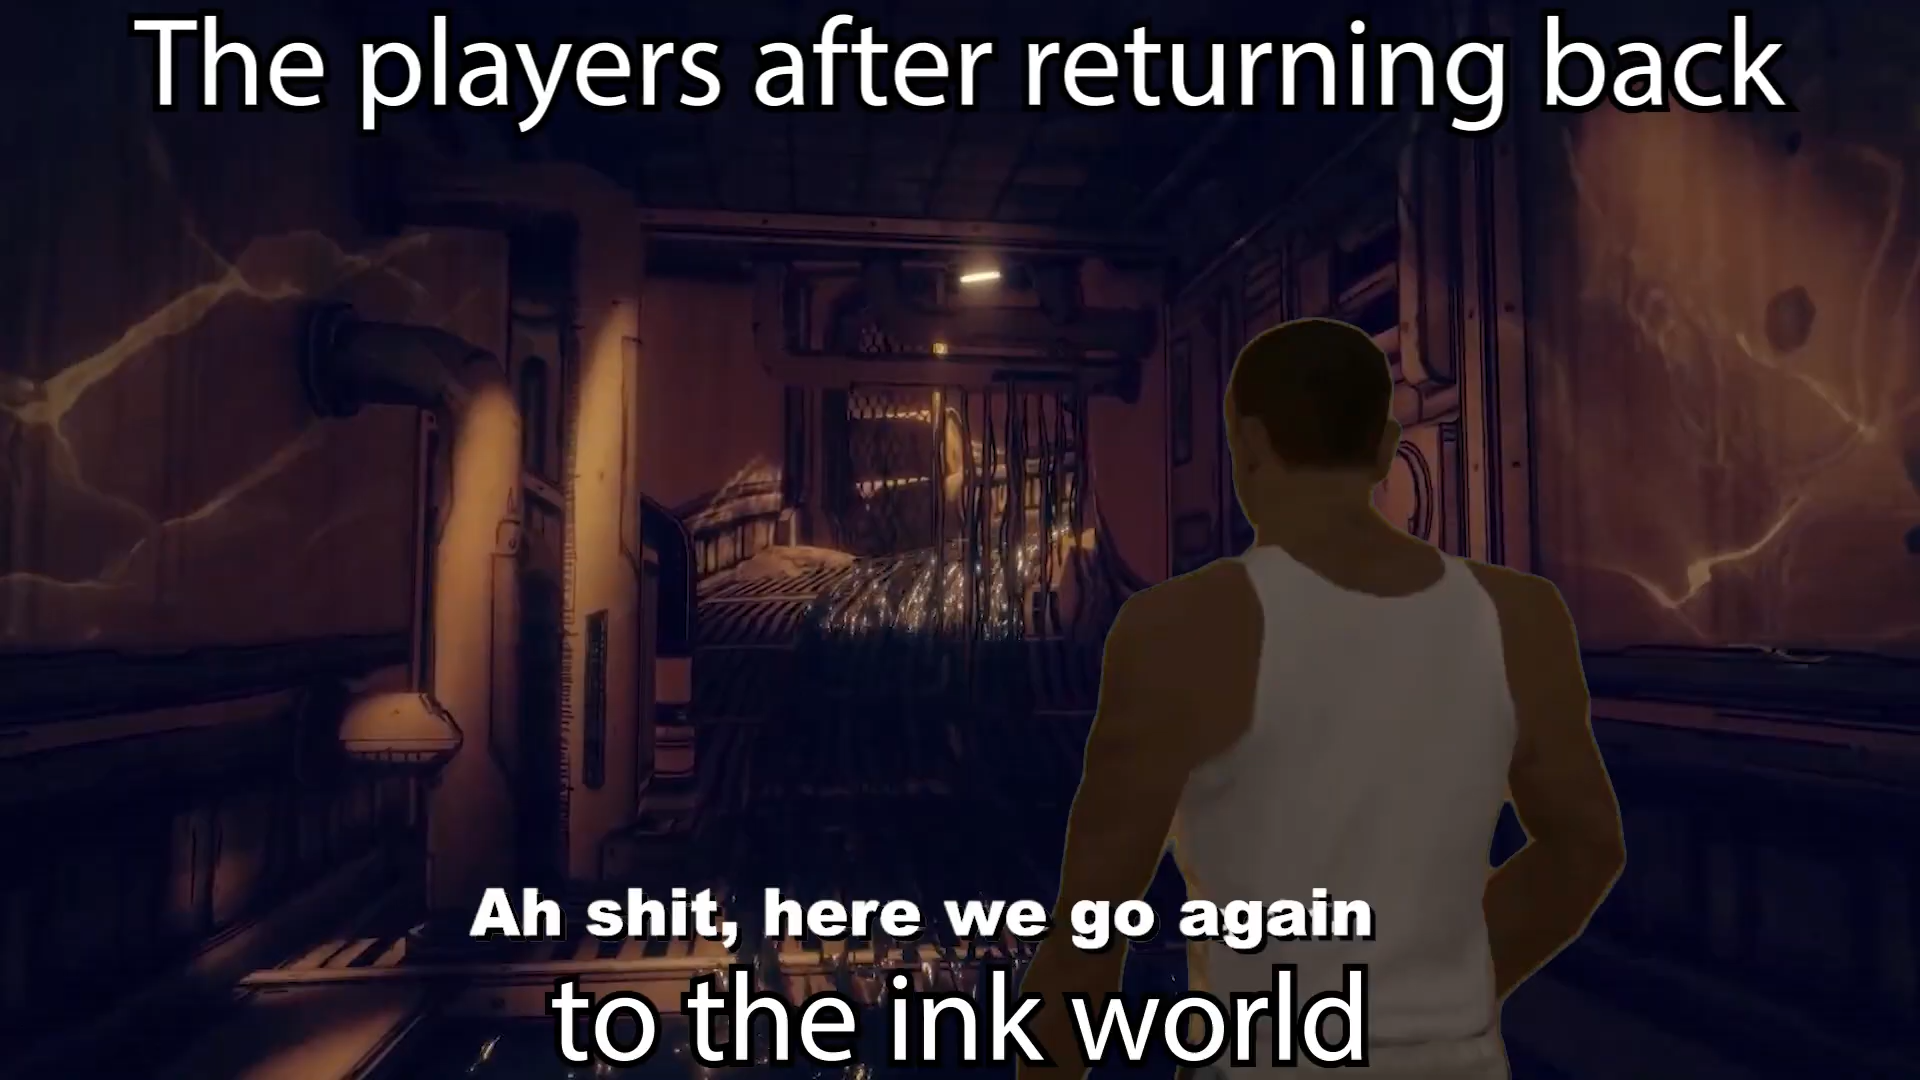 The players after returning back
Ah shit, here we go again
to the ink world